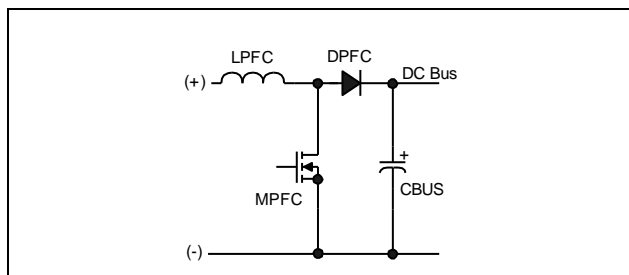 LPFC
DPFC
(+)
DC Bus
+
MPFC
CBUS
(-)